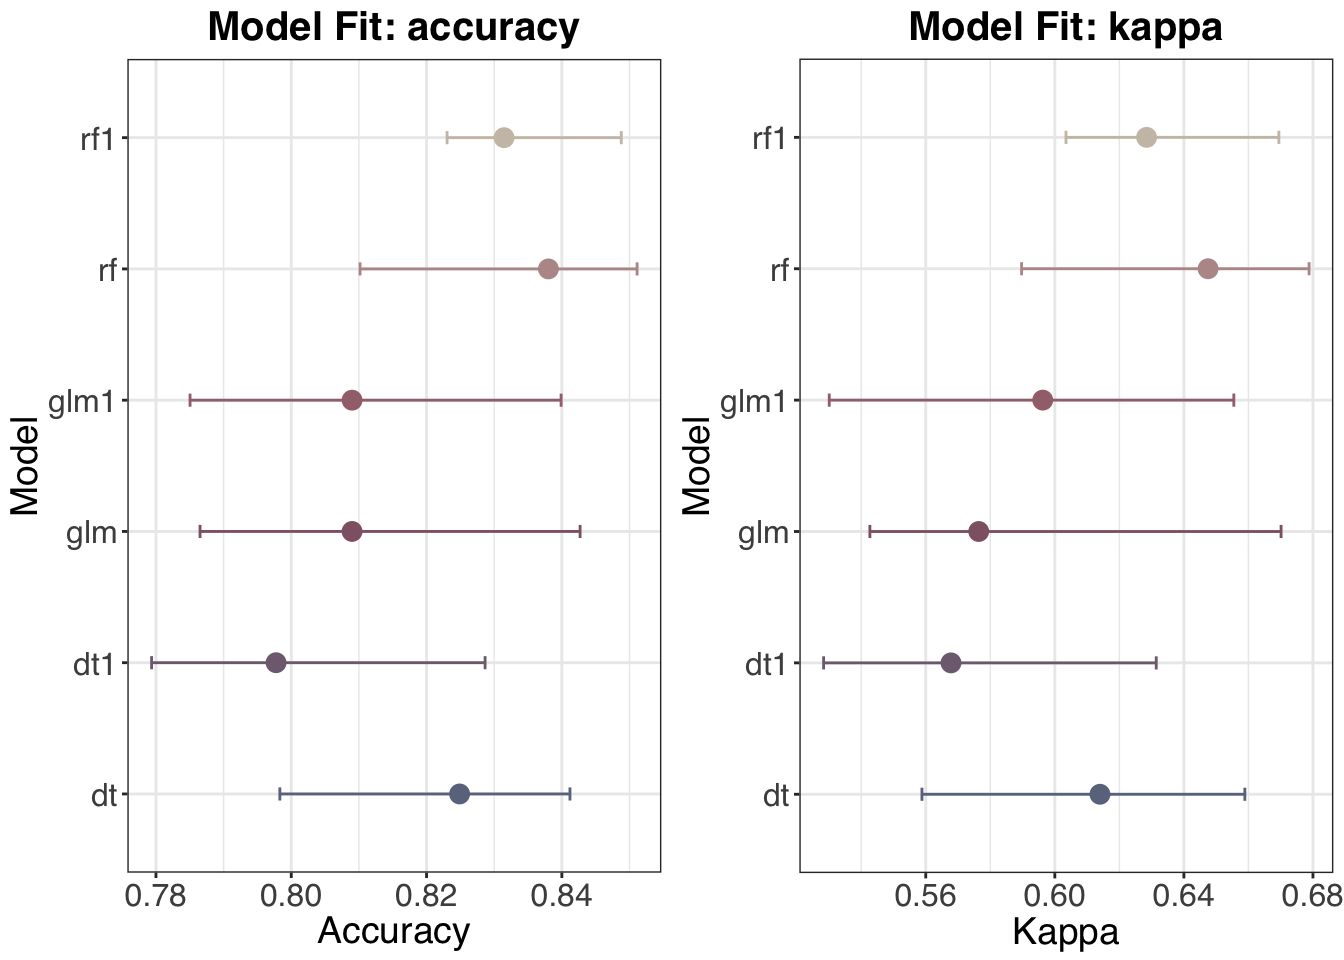 Model Fit: accuracy
Model
rf1
rf
glm1
glm
dt1
dt
0.78 0.80 0.82 0.84
Accuracy
Model Fit: kappa
Model
rf1
rf
glm1
glm
dt1
dt
0.56 0.60 0.64 0.68
Kappa